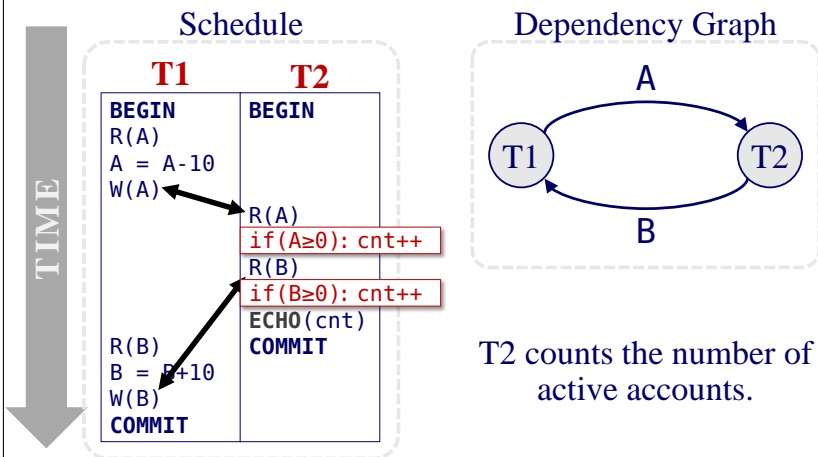 Schedule
Dependency Graph
TIME
T1
T2
BEGIN
R(A)
A = A-10
W(A)
R(B)
B = B+10
W(B)
COMMIT
BEGIN
R(A)
if(A≥0): cnt++
R(B)
if(B≥0): cnt++
ECHO(cnt)
COMMIT
A
T1
T2
B
T2 counts the number of
active accounts.